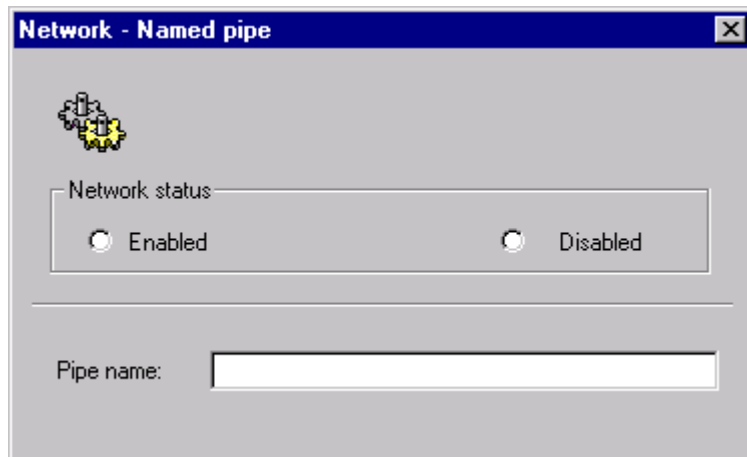 Network - Named pipe
Network status
Enabled Disabled
Pipe name: